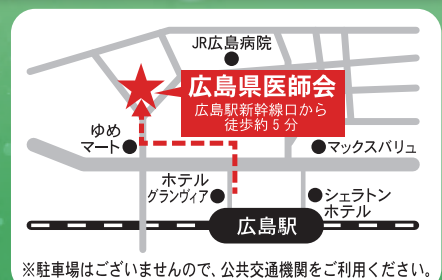 JR広島病院
広島県医師会
広島駅新幹線口から
徒歩約5分
ゆめ
マート
マックスバリュ
ホテル
グランヴィア
シェラトン
ホテル
広島駅
※駐車場はございませんので、公共交通機関をご利用ください。